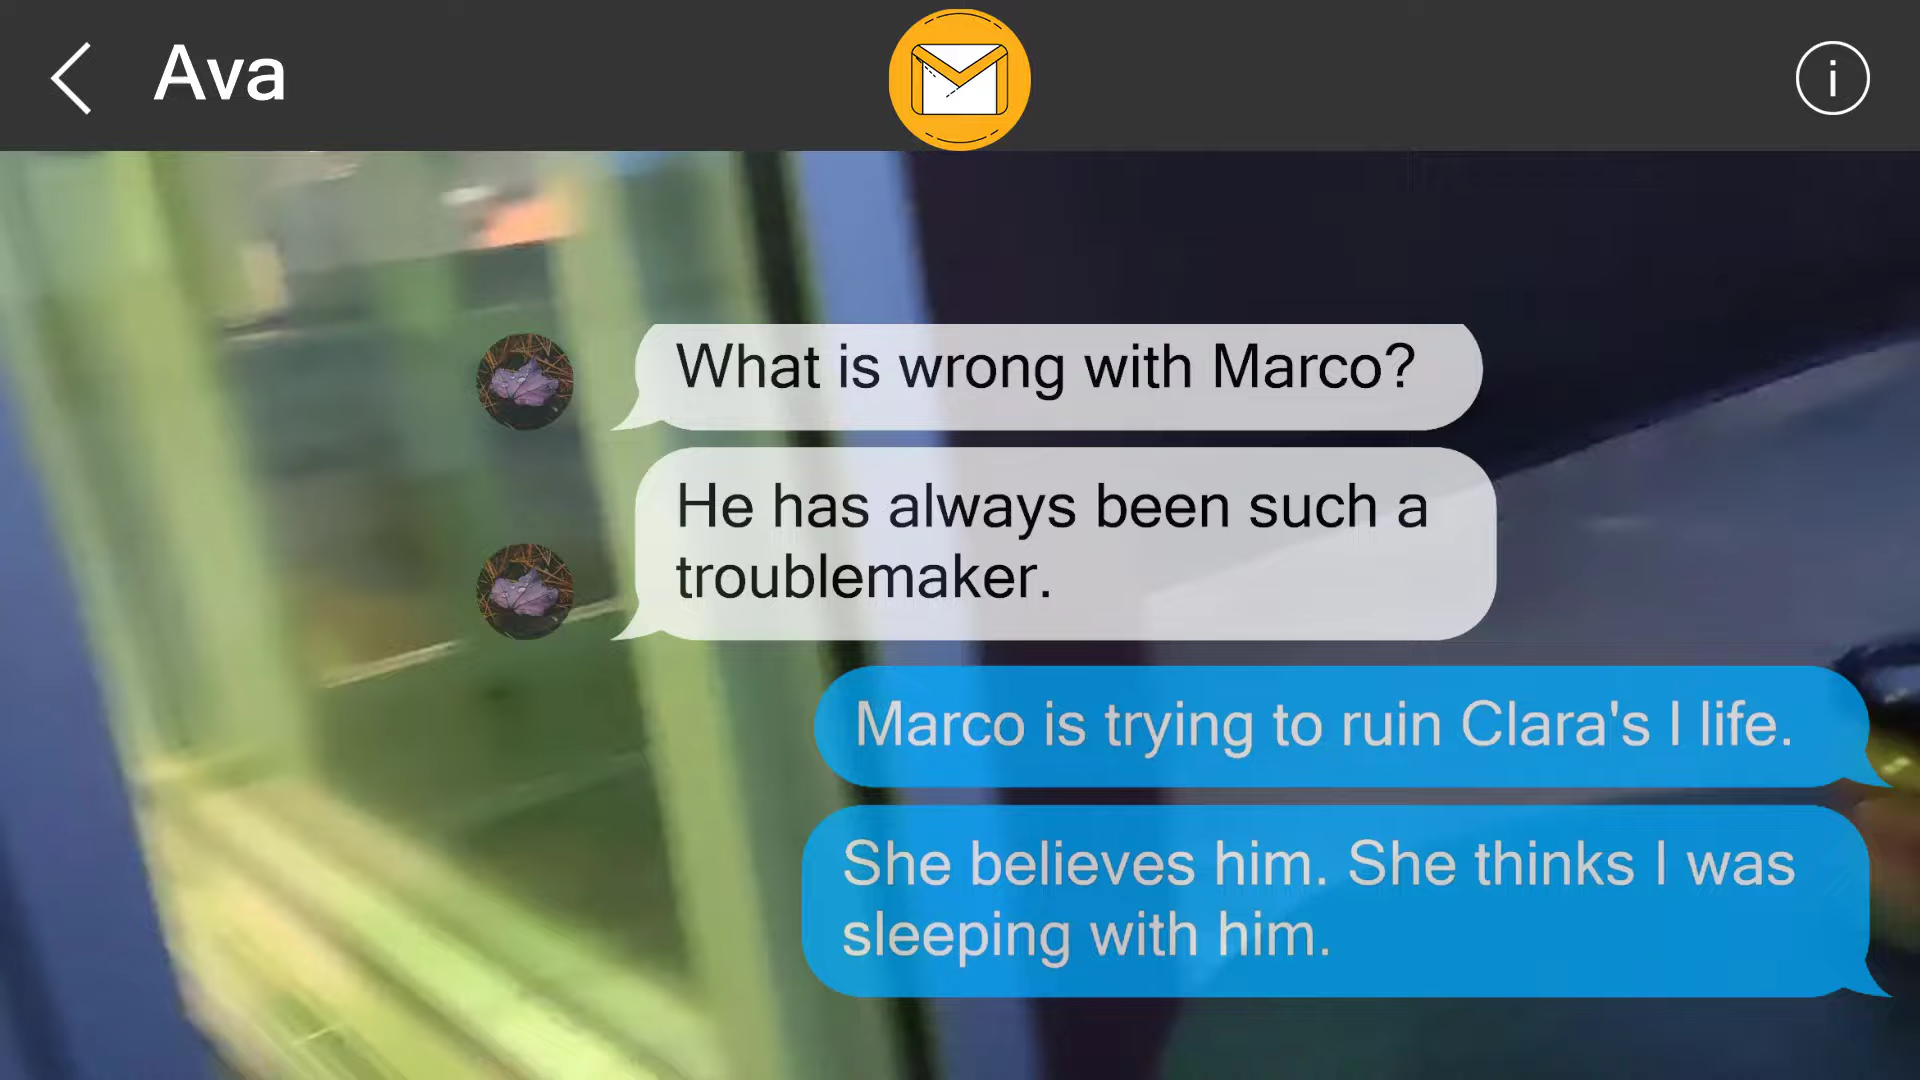 Ava
What is wrong with Marco?
He has always been such a
troublemaker.
Marco is trying to ruin Clara's I life.
She believes him. She thinks I was
sleeping with him.